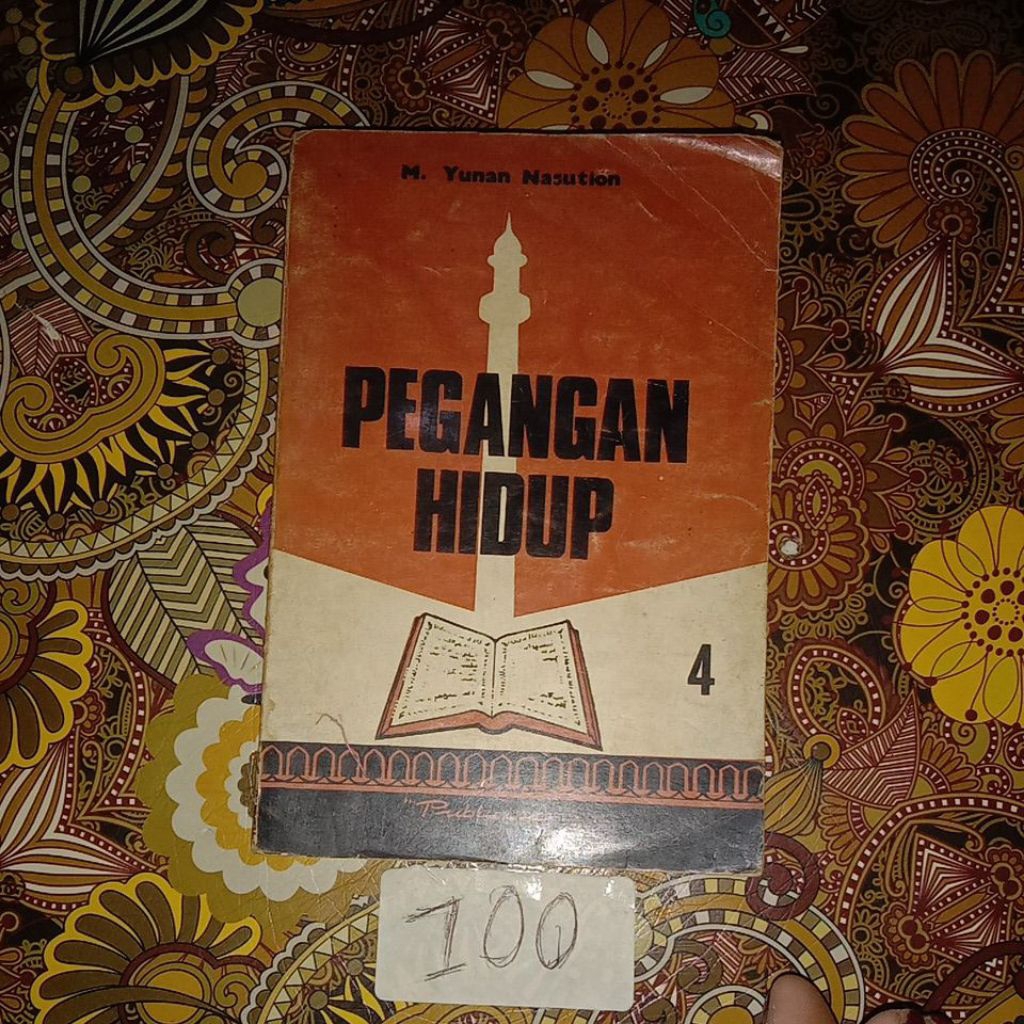 M. Yunan Nasution
PEGANGAN
HIDUP
4
100